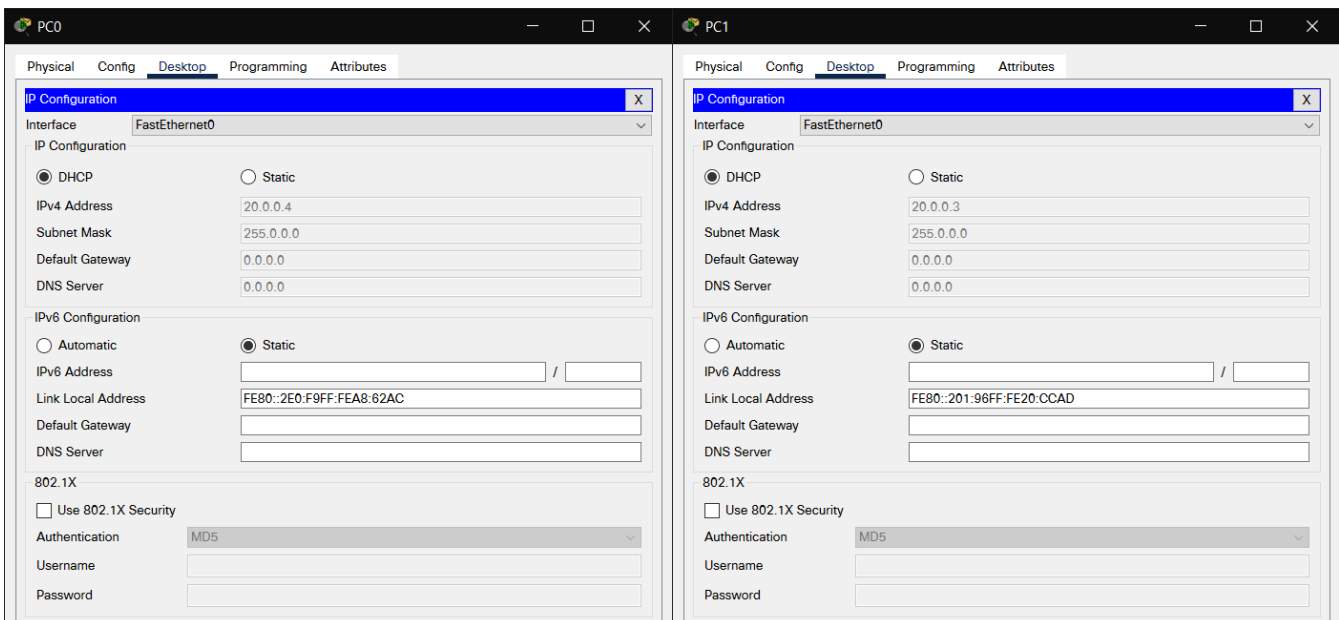 PC0
Physical Config Desktop Programming Attributes
IP Configuration X
Interface FastEthernet0
IP Configuration
DHCP Static
IPv4 Address 20.0.0.4
Subnet Mask 255.0.0.0
Default Gateway 0.0.0.0
DNS Server 0.0.0.0
IPv6 Configuration
Automatic Static
IPv6 Address /
Link Local Address FE80::2E0:F9FF:FEA8:62AC
Default Gateway
DNS Server
802.1X
Use 802.1X Security
Authentication MD5
Username
Password
PC1
Physical Config Desktop Programming Attributes
IP Configuration X
Interface FastEthernet0
IP Configuration
DHCP Static
IPv4 Address 20.0.0.3
Subnet Mask 255.0.0.0
Default Gateway 0.0.0.0
DNS Server 0.0.0.0
IPv6 Configuration
Automatic Static
IPv6 Address /
Link Local Address FE80::201:96FF:FE20:CCAD
Default Gateway
DNS Server
802.1X
Use 802.1X Security
Authentication MD5
Username
Password